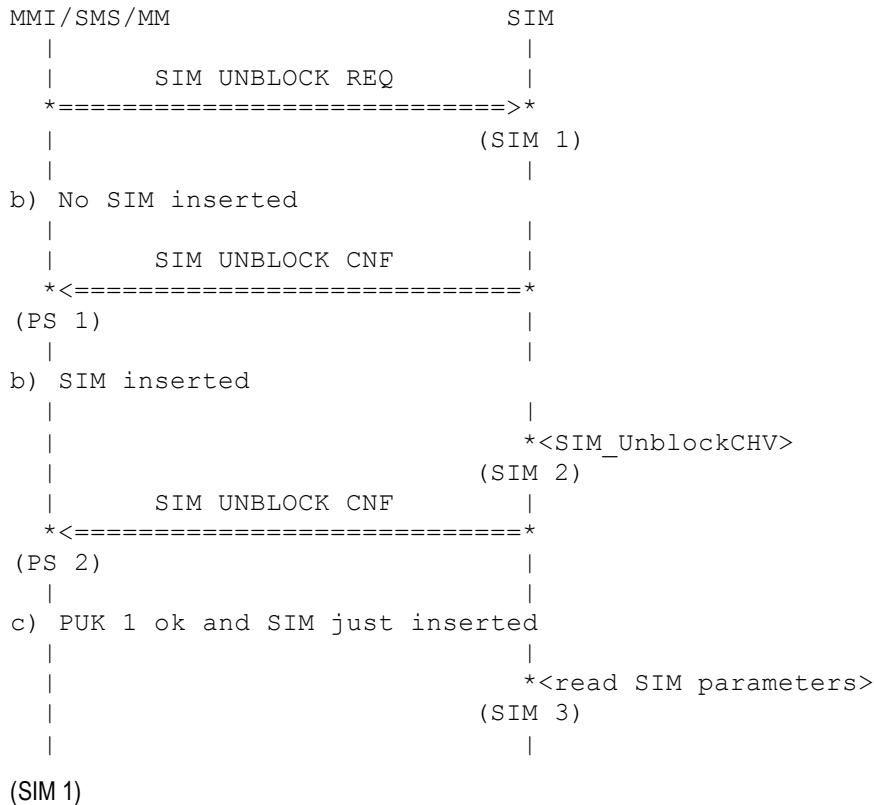 MMI/SMS/MM                     SIM
  |                             |
  |      SIM UNBLOCK REQ        |
  *============================>*
  |                          (SIM 1)
  |                             |
b) No SIM inserted
  |                             |
  |      SIM UNBLOCK CNF        |
  *<============================*
(PS 1)                          |
  |                             |
b) SIM inserted
  |                             |
  |                             *<SIM_UnblockCHV>
  |                          (SIM 2)
  |      SIM UNBLOCK CNF        |
  *<============================*
(PS 2)                          |
  |                             |
c) PUK 1 ok and SIM just inserted
  |                             |
  |                             *<read SIM parameters>
  |                          (SIM 3)
  |                             |
(SIM 1)